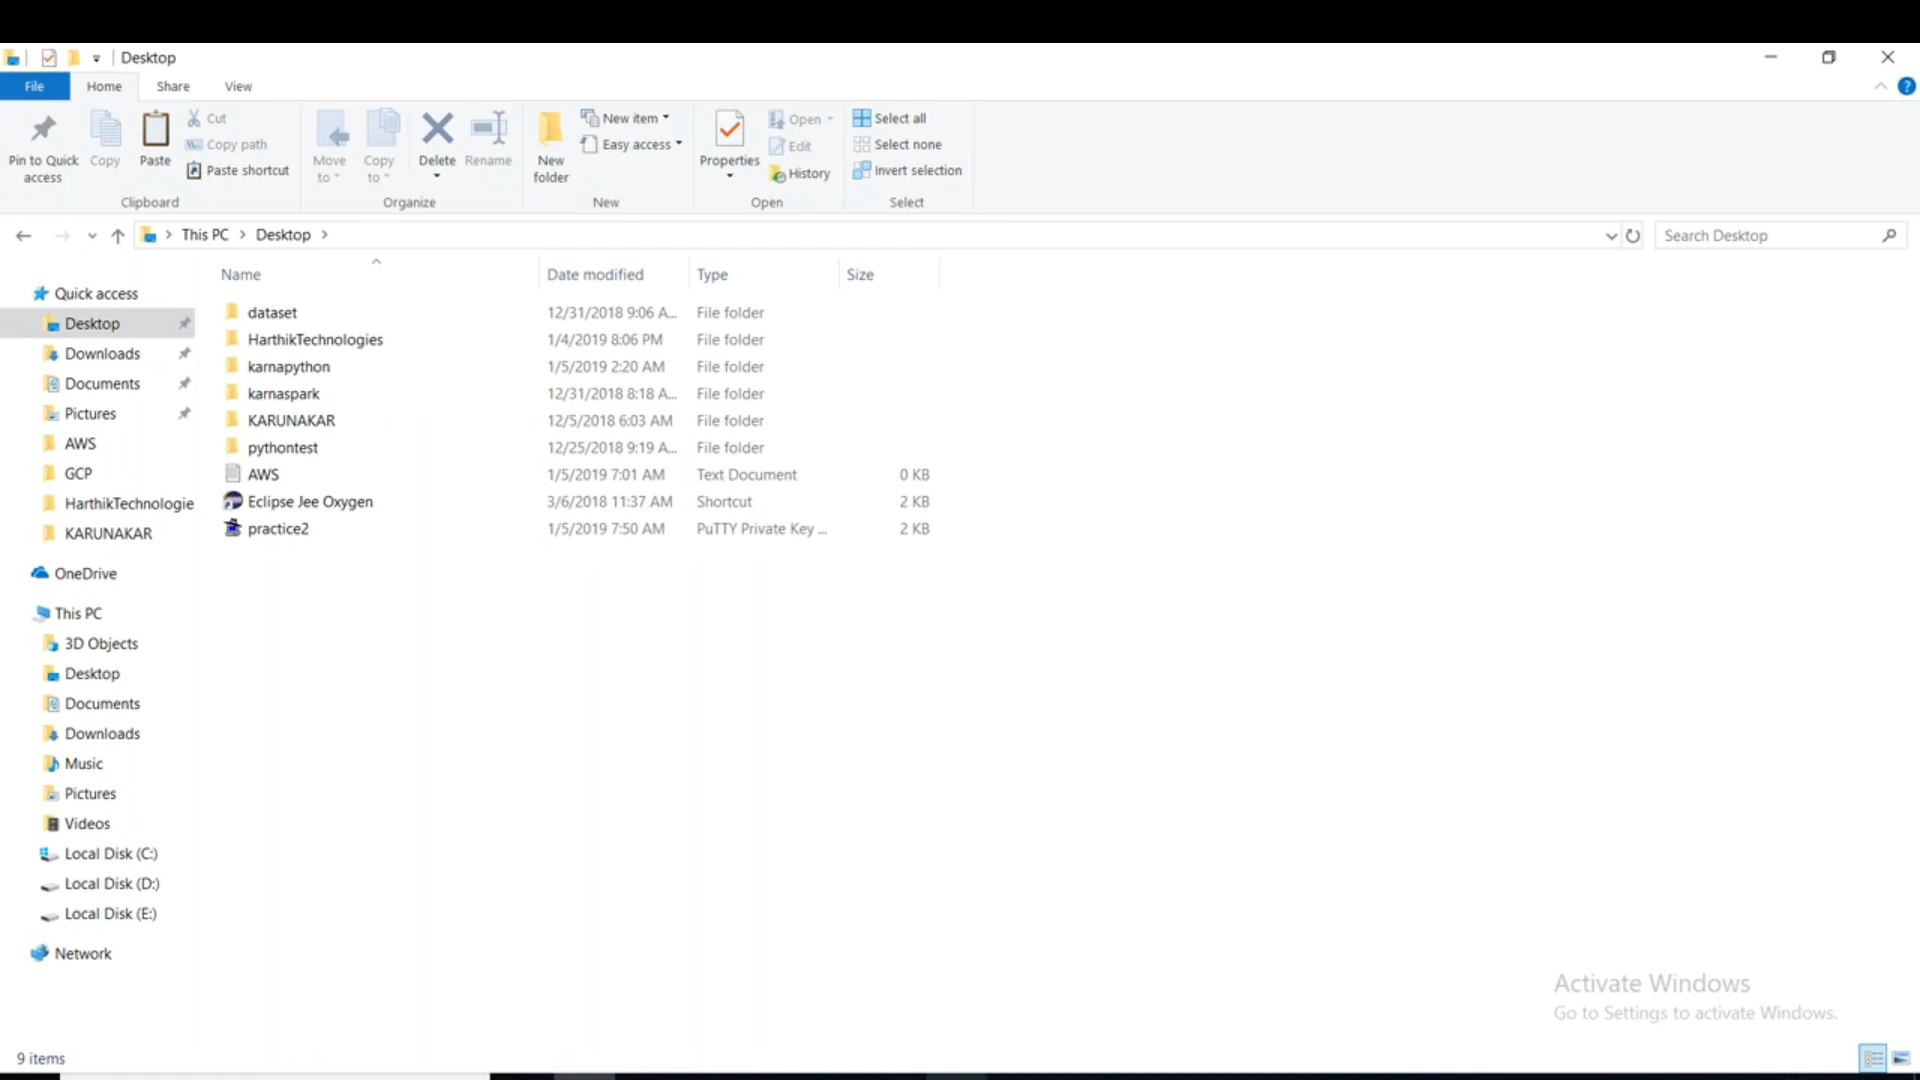 Desktop
File Home Share View
Pin to Quick access
Copy
Paste
Cut
Copy path
Paste shortcut
Clipboard
Move to
Copy to
Delete
Rename
Organize
New folder
New item
Easy access
New
Properties
Open
Edit
History
Open
Select all
Select none
Invert selection
Select
This PC > Desktop >
Search Desktop
Quick access
Desktop
Downloads
Documents
Pictures
AWS
GCP
HarthikTechnologie
KARUNAKAR
OneDrive
This PC
3D Objects
Desktop
Documents
Downloads
Music
Pictures
Videos
Local Disk (C:)
Local Disk (D:)
Local Disk (E:)
Network
Name Date modified Type Size
dataset 12/31/2018 9:06 A... File folder
HarthikTechnologies 1/4/2019 8:06 PM File folder
karnapython 1/5/2019 2:20 AM File folder
karnaspark 12/31/2018 8:18 A... File folder
KARUNAKAR 12/5/2018 6:03 AM File folder
pythontest 12/25/2018 9:19 A... File folder
AWS 1/5/2019 7:01 AM Text Document 0 KB
Eclipse Jee Oxygen 3/6/2018 11:37 AM Shortcut 2 KB
practice2 1/5/2019 7:50 AM PuTTY Private Key ... 2 KB
Activate Windows
Go to Settings to activate Windows.
9 items